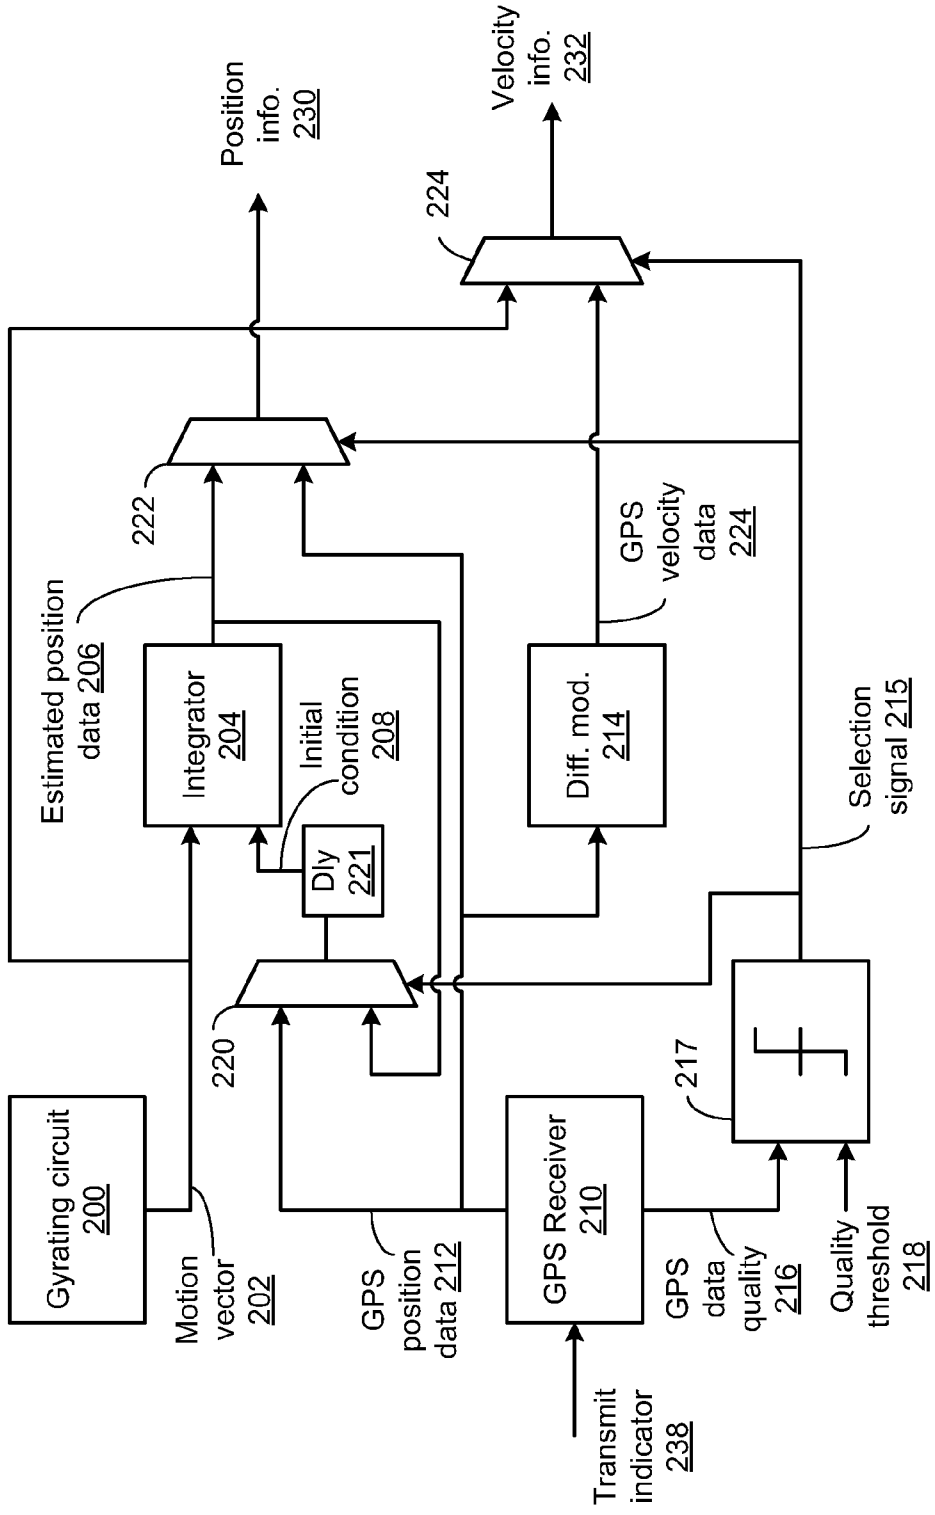 Gyrating circuit
200
Motion
vector
202
Estimated position
data 206
Integrator
204
Initial
condition
208
Dly
221
220
222
Position
info.
230
224
Velocity
info.
232
GPS
position
data 212
GPS Receiver
210
Transmit
indicator
238
Diff. mod.
214
GPS
velocity
data
224
GPS
data
quality
216
Quality
threshold
218
217
Selection
signal 215